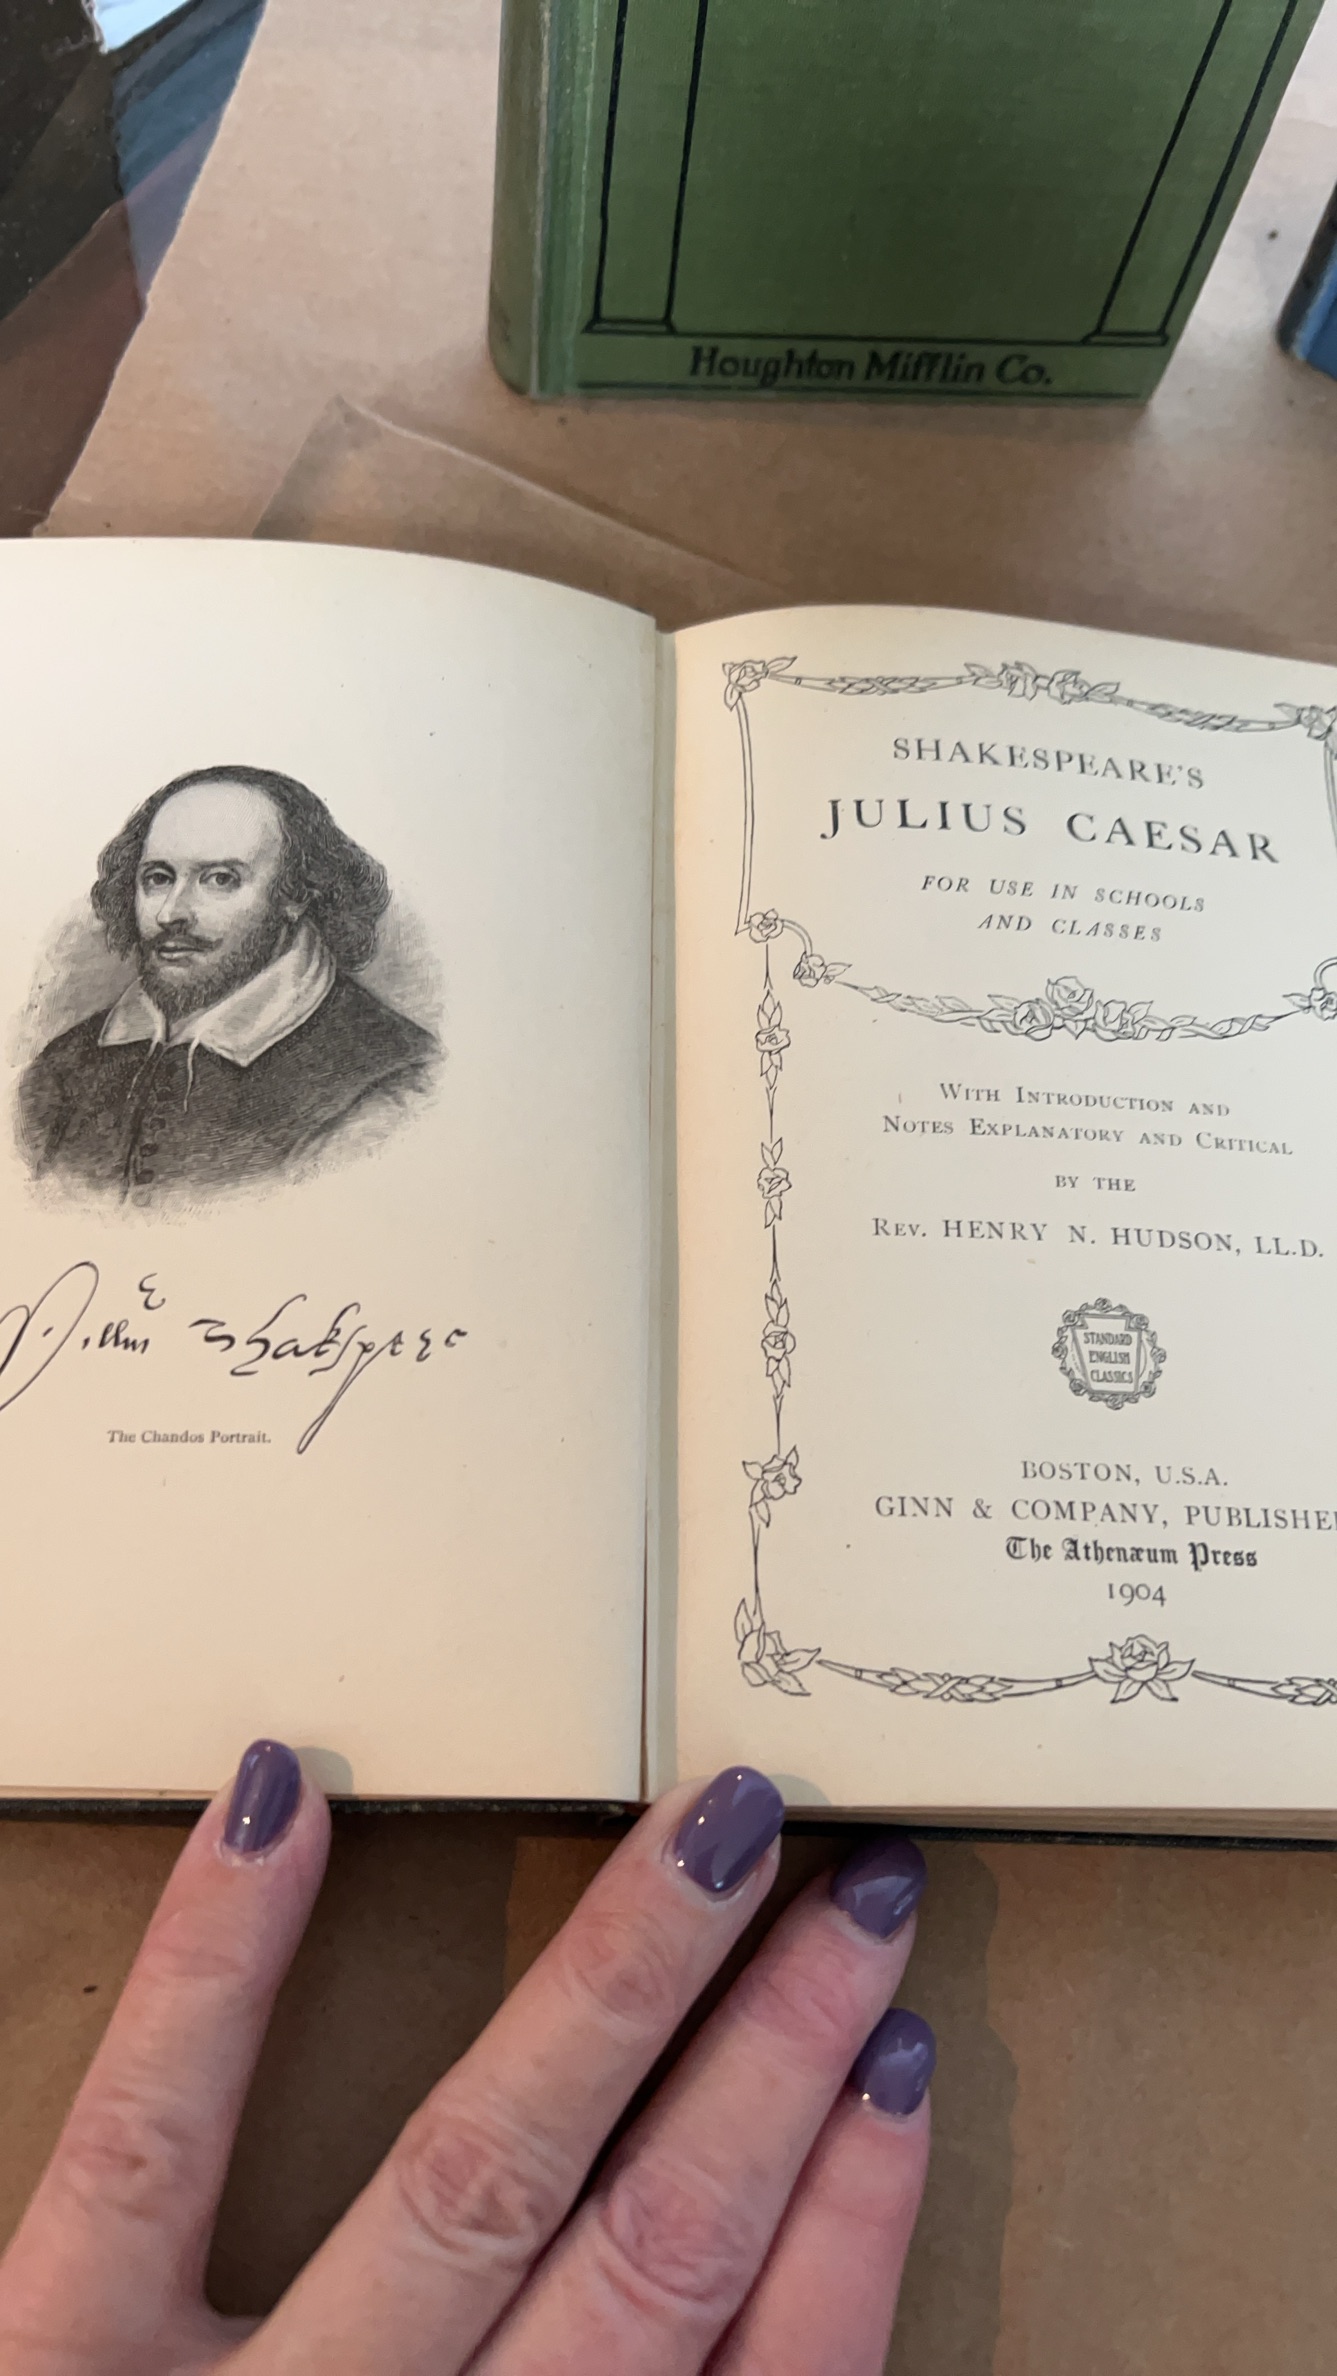 Houghton Mifflin Co.
Willm Shakspere
The Chandos Portrait.
SHAKESPEARE'S
JULIUS CAESAR
FOR USE IN SCHOOLS
AND CLASSES
WITH INTRODUCTION AND
NOTES EXPLANATORY AND CRITICAL
BY THE
REV. HENRY N. HUDSON, LL.D.
STANDARD
ENGLISH
CLASSICS
BOSTON, U.S.A.
GINN & COMPANY, PUBLISHE
The Athenæum Press
1904